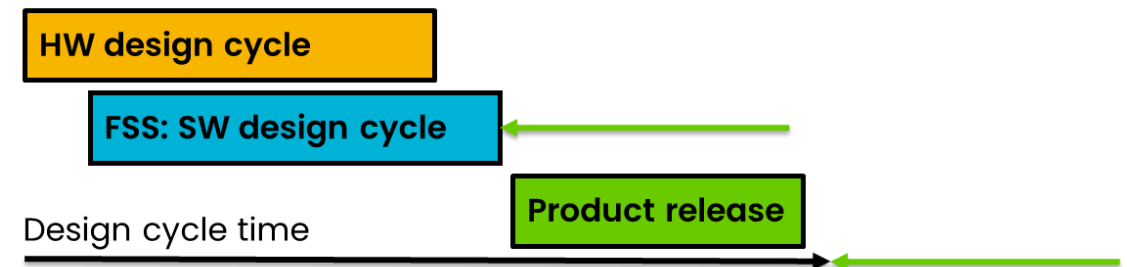 HW design cycle
FSS: SW design cycle
Product release
Design cycle time